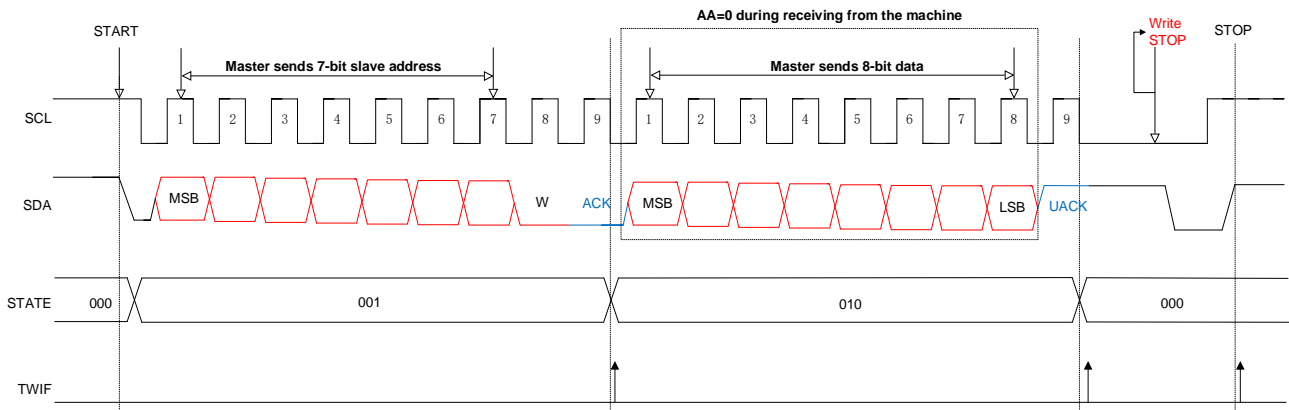 AA=0 during receiving from the machine
START
Write
STOP
STOP
Master sends 7-bit slave address
Master sends 8-bit data
SCL
1 2 3 4 5 6 7 8 9 1 2 3 4 5 6 7 8 9
SDA
MSB W ACK MSB LSB UACK
STATE
000 001 010 000
TWIF